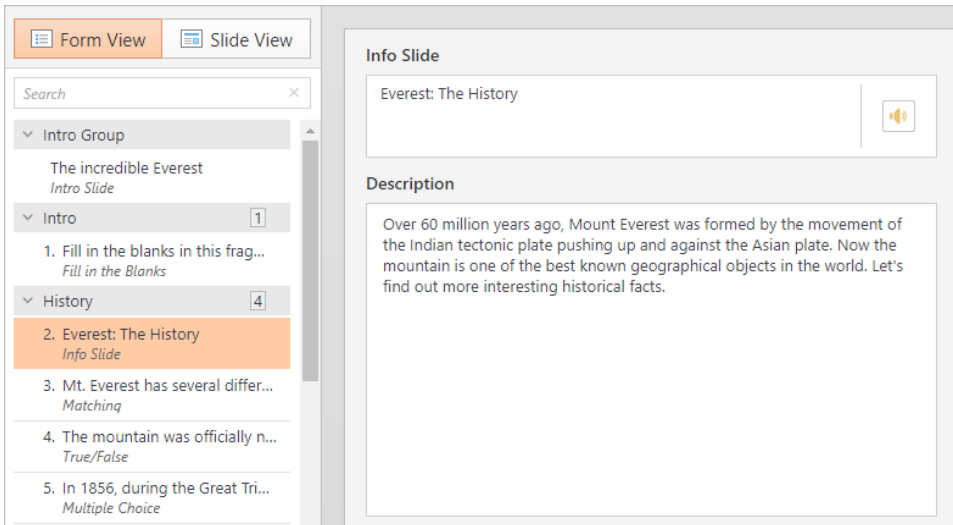 Form View
Slide View
Search
Intro Group
The incredible Everest
Intro Slide
Intro 1
1. Fill in the blanks in this frag...
Fill in the Blanks
History 4
2. Everest: The History
Info Slide
3. Mt. Everest has several differ...
Matching
4. The mountain was officially n...
True/False
5. In 1856, during the Great Tri...
Multiple Choice
Info Slide
Everest: The History
Description
Over 60 million years ago, Mount Everest was formed by the movement of
the Indian tectonic plate pushing up and against the Asian plate. Now the
mountain is one of the best known geographical objects in the world. Let's
find out more interesting historical facts.